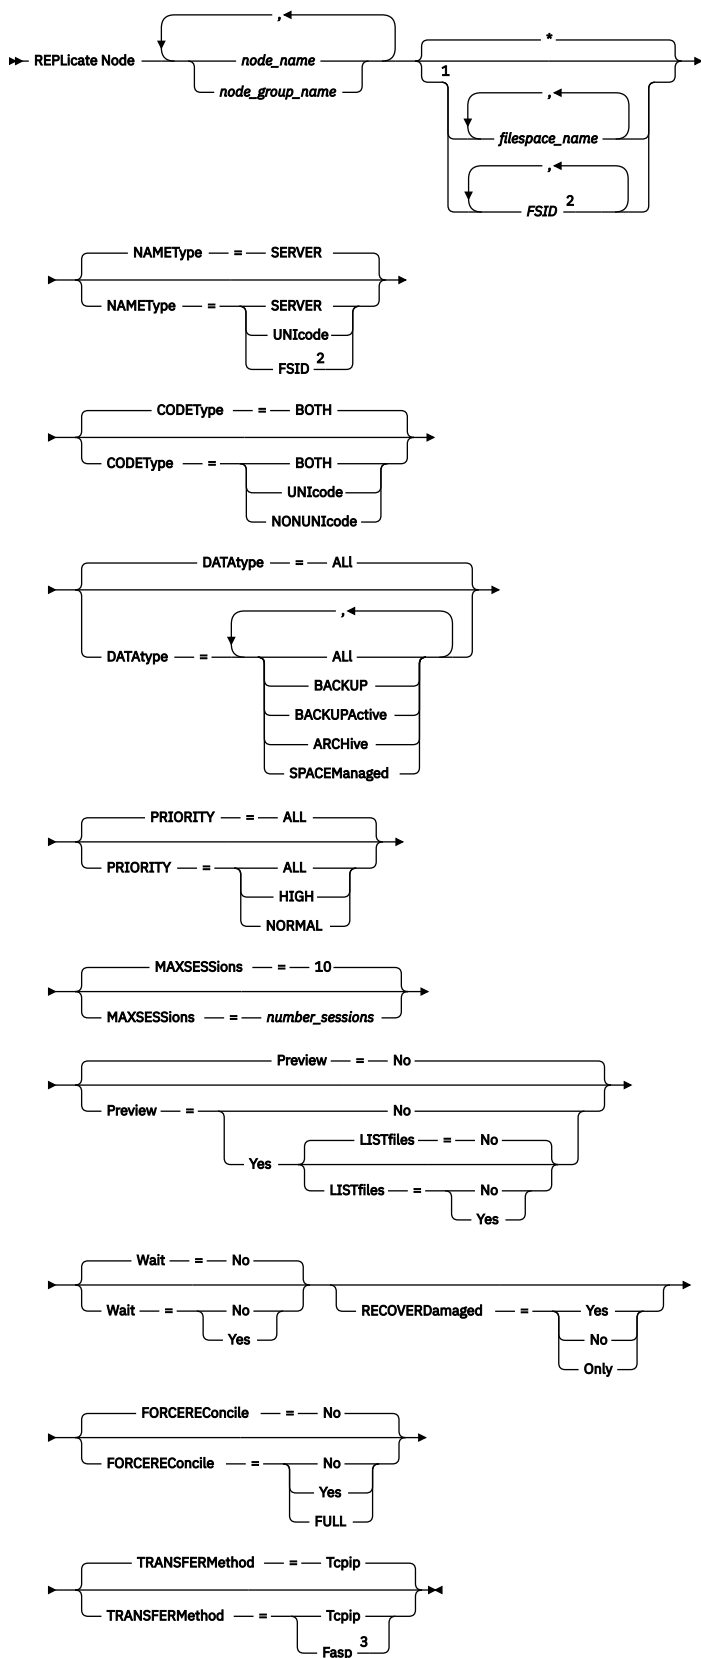 ,
*
REPLicate Node
node_name
1
node_group_name
,
filespace_name
,
FSID 2
NAMEType = SERVER
NAMEType = SERVER
UNIcode
FSID 2
CODEType = BOTH
CODEType = BOTH
UNIcode
NONUNIcode
DATAtype = ALl
,
DATAtype = ALl
BACKUP
BACKUPActive
ARCHive
SPACEManaged
PRIORITY = ALL
PRIORITY = ALL
HIGH
NORMAL
MAXSESSions = 10
MAXSESSions = number_sessions
Preview = No
Preview = No
LISTfiles = No
Yes
LISTfiles = No
Yes
Wait = No
Wait = No
Yes
RECOVERDamaged = Yes
No
Only
FORCEREConcile = No
FORCEREConcile = No
Yes
FULL
TRANSFERMethod = Tcpip
TRANSFERMethod = Tcpip
Fasp 3